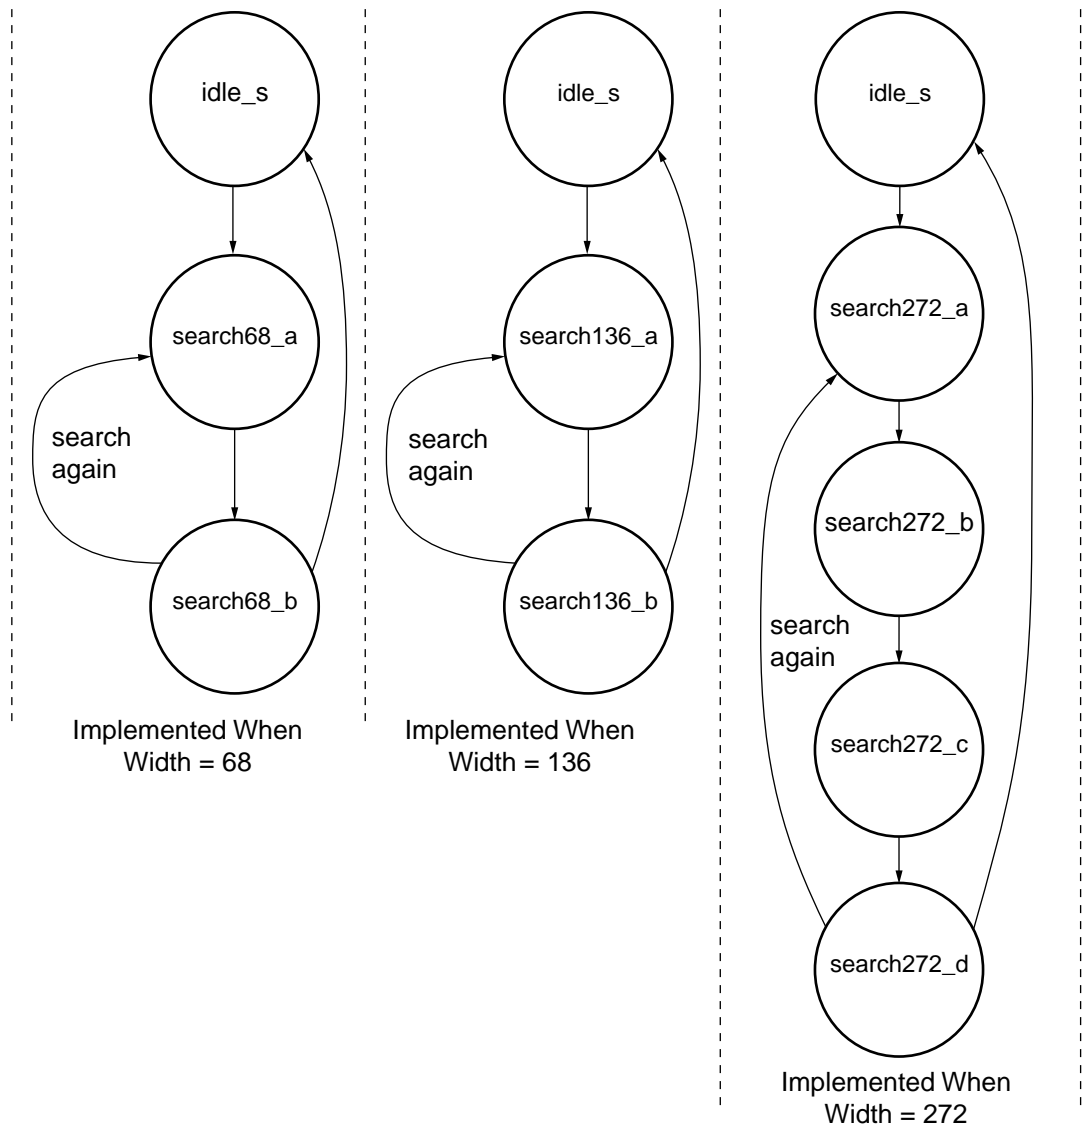 idle_s
search68_a
search
again
search68_b
Implemented When
Width = 68
idle_s
search136_a
search
again
search136_b
Implemented When
Width = 136
idle_s
search272_a
search272_b
search
again
search272_c
search272_d
Implemented When
Width = 272